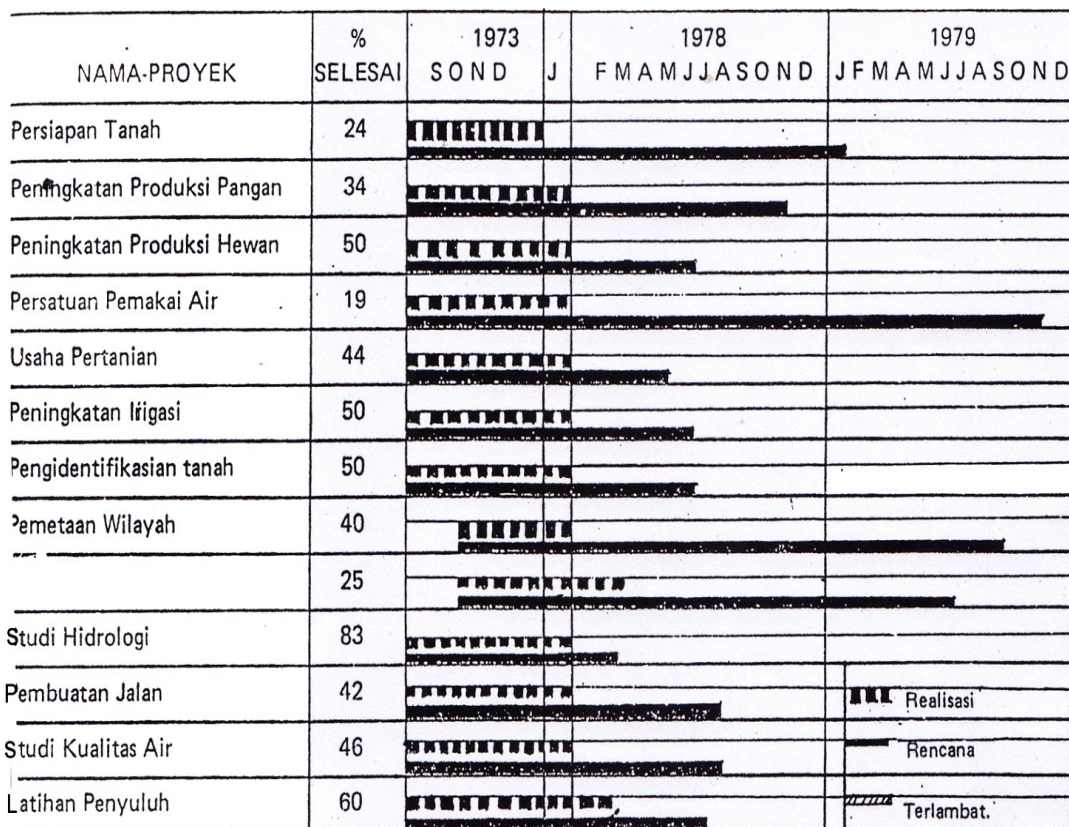 NAMA-PROYEK % SELESAI 1973 1978 1979
S O N D J F M A M J J A S O N D J F M A M J J A S O N D
Persiapan Tanah 24
Peningkatan Produksi Pangan 34
Peningkatan Produksi Hewan 50
Persatuan Pemakai Air 19
Usaha Pertanian 44
Peningkatan Irigasi 50
Pengidentifikasian tanah 50
Pemetaan Wilayah 40
25
Studi Hidrologi 83
Pembuatan Jalan 42
Realisasi
Studi Kualitas Air 46
Rencana
Latihan Penyuluh 60
Terlambat.